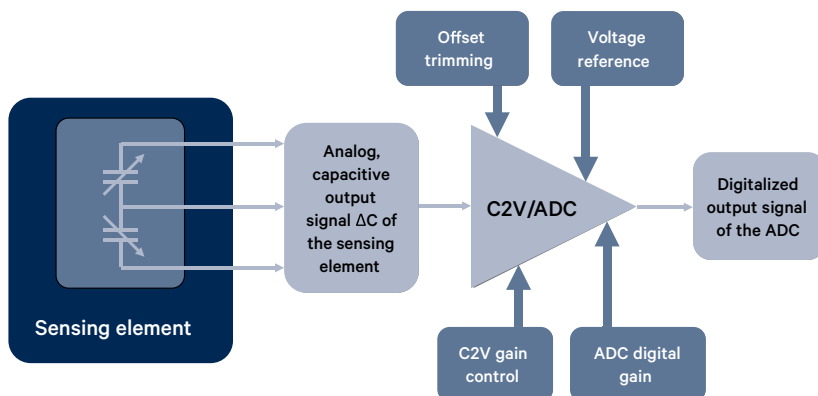 Offset
trimming
Voltage
reference
Analog,
capacitive
output
signal ΔC of
the sensing
element
C2V/ADC
Digitalized
output signal
of the ADC
Sensing element
C2V gain
control
ADC digital
gain